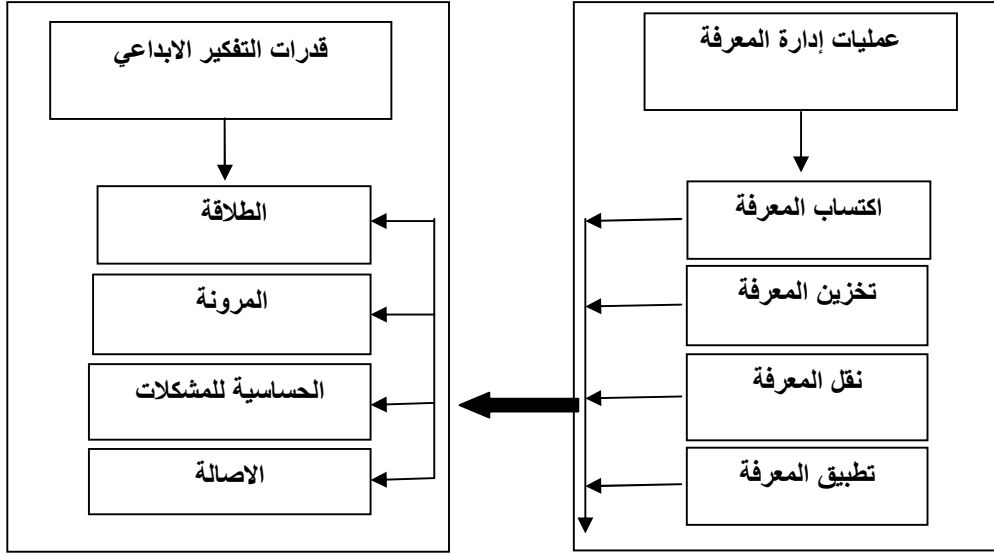 عمليات إدارة المعرفة
اكتساب المعرفة
تخزين المعرفة
نقل المعرفة
تطبيق المعرفة
قدرات التفكير الابداعي
الطلاقة
المرونة
الحساسية للمشكلات
الاصالة